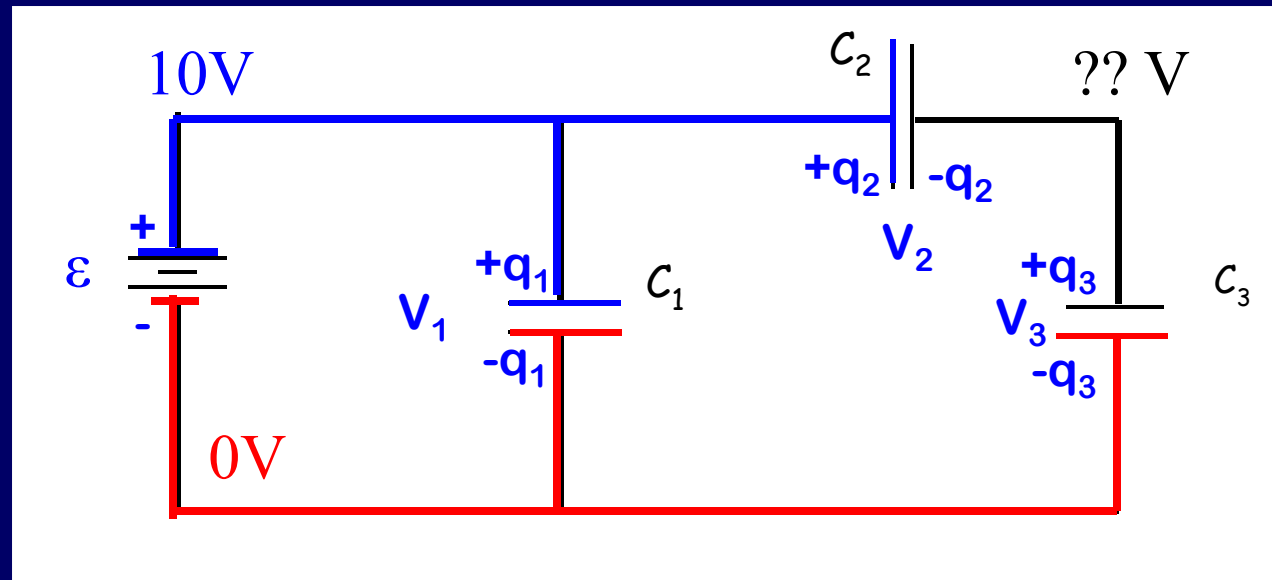 10V
C₂
?? V
+q₂
-q₂
V₂
+
ε
-
+q₁
C₁
V₁
-q₁
+q₃
C₃
V₃
-q₃
0V